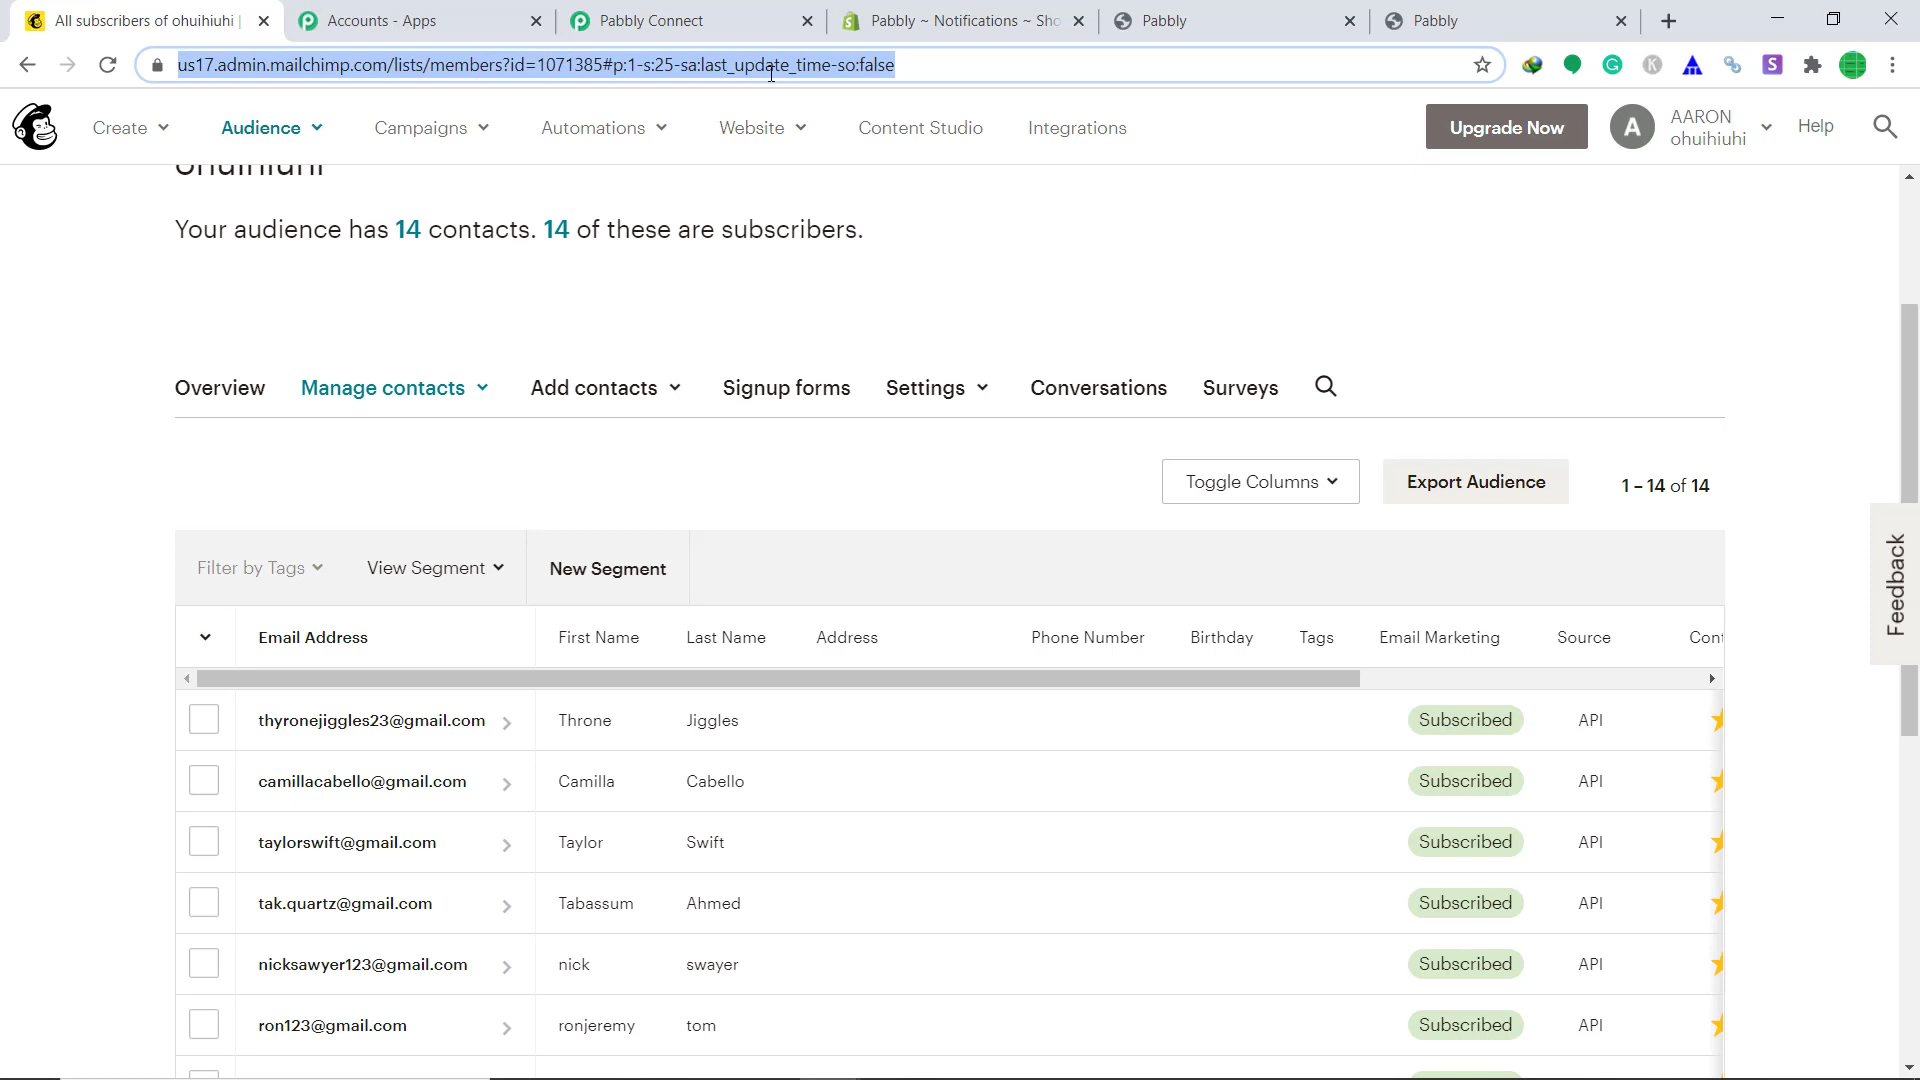 All subscribers of ohuihiuhi |
Accounts - Apps
Pabbly Connect
Pabbly ~ Notifications ~ Sho
Pabbly
Pabbly
us17.admin.mailchimp.com/lists/members?id=1071385#p:1-s:25-sa:last_update_time-so:false
Create
Audience
Campaigns
Automations
Website
Content Studio
Integrations
Upgrade Now
A
AARON
ohuihiuhi
Help
ohuihiuhi
Your audience has 14 contacts. 14 of these are subscribers.
Overview
Manage contacts
Add contacts
Signup forms
Settings
Conversations
Surveys
Toggle Columns
Export Audience
1 – 14 of 14
Feedback
Filter by Tags
View Segment
New Segment
Email Address First Name Last Name Address Phone Number Birthday Tags Email Marketing Source Cont
thyronejiggles23@gmail.com Throne Jiggles Subscribed API
camillacabello@gmail.com Camilla Cabello Subscribed API
taylorswift@gmail.com Taylor Swift Subscribed API
tak.quartz@gmail.com Tabassum Ahmed Subscribed API
nicksawyer123@gmail.com nick swayer Subscribed API
ron123@gmail.com ronjeremy tom Subscribed API